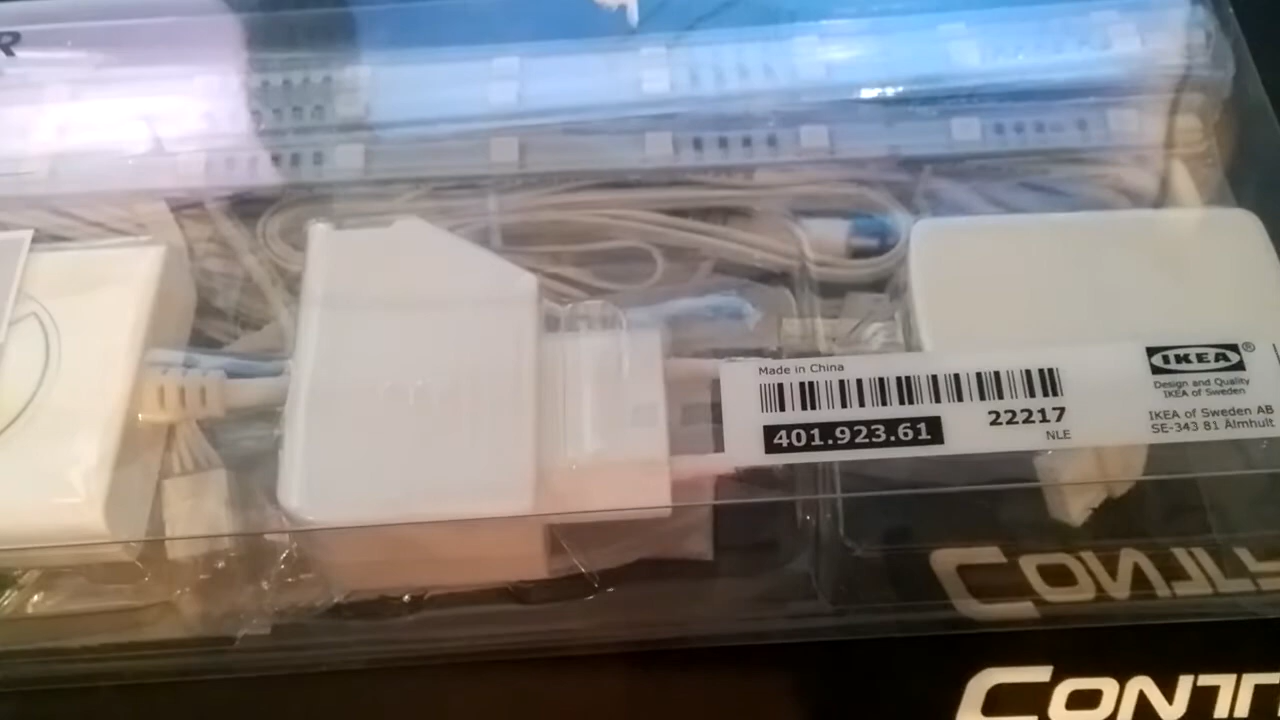 R
Made in China
401.923.61
22217
NLE
IKEA®
Design and Quality
IKEA of Sweden
IKEA of Sweden AB
SE-343 81 Älmhult